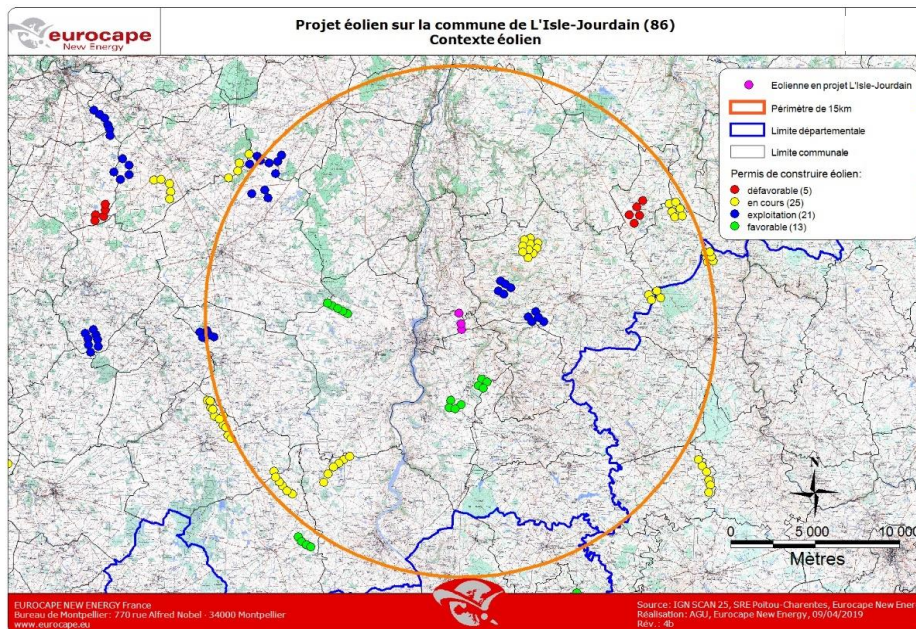 eurocape
New Energy
Projet éolien sur la commune de L'Isle-Jourdain (86)
Contexte éolien
Eolienne en projet L'Isle-Jourdain
Périmètre de 15km
Limite départementale
Limite communale
Permis de construire éolien:
défavorable (5)
en cours (25)
exploitation (21)
favorable (13)
N
0 5 000 10 000
Mètres
EUROCAPE NEW ENERGY France
Bureau de Montpellier: 770 rue Alfred Nobel - 34000 Montpellier
www.eurocape.eu
Source: IGN SCAN 25, SRE Poitou-Charentes, Eurocape New Ener
Réalisation: AGU, Eurocape New Energy, 09/04/2019
Rév.: 4b